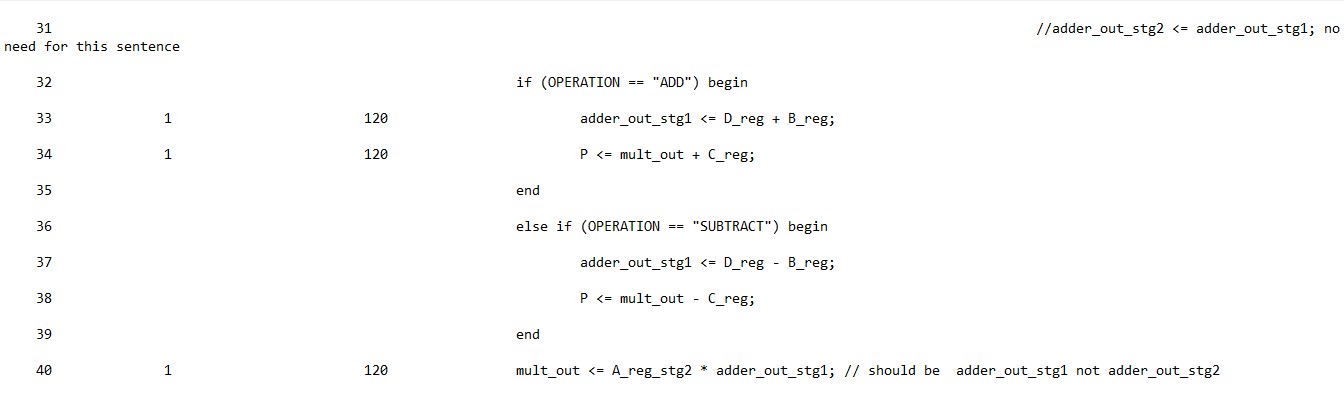 31 //adder_out_stg2 <= adder_out_stg1; no
need for this sentence
32 if (OPERATION == "ADD") begin
33 1 120 adder_out_stg1 <= D_reg + B_reg;
34 1 120 P <= mult_out + C_reg;
35 end
36 else if (OPERATION == "SUBTRACT") begin
37 adder_out_stg1 <= D_reg - B_reg;
38 P <= mult_out - C_reg;
39 end
40 1 120 mult_out <= A_reg_stg2 * adder_out_stg1; // should be  adder_out_stg1 not adder_out_stg2